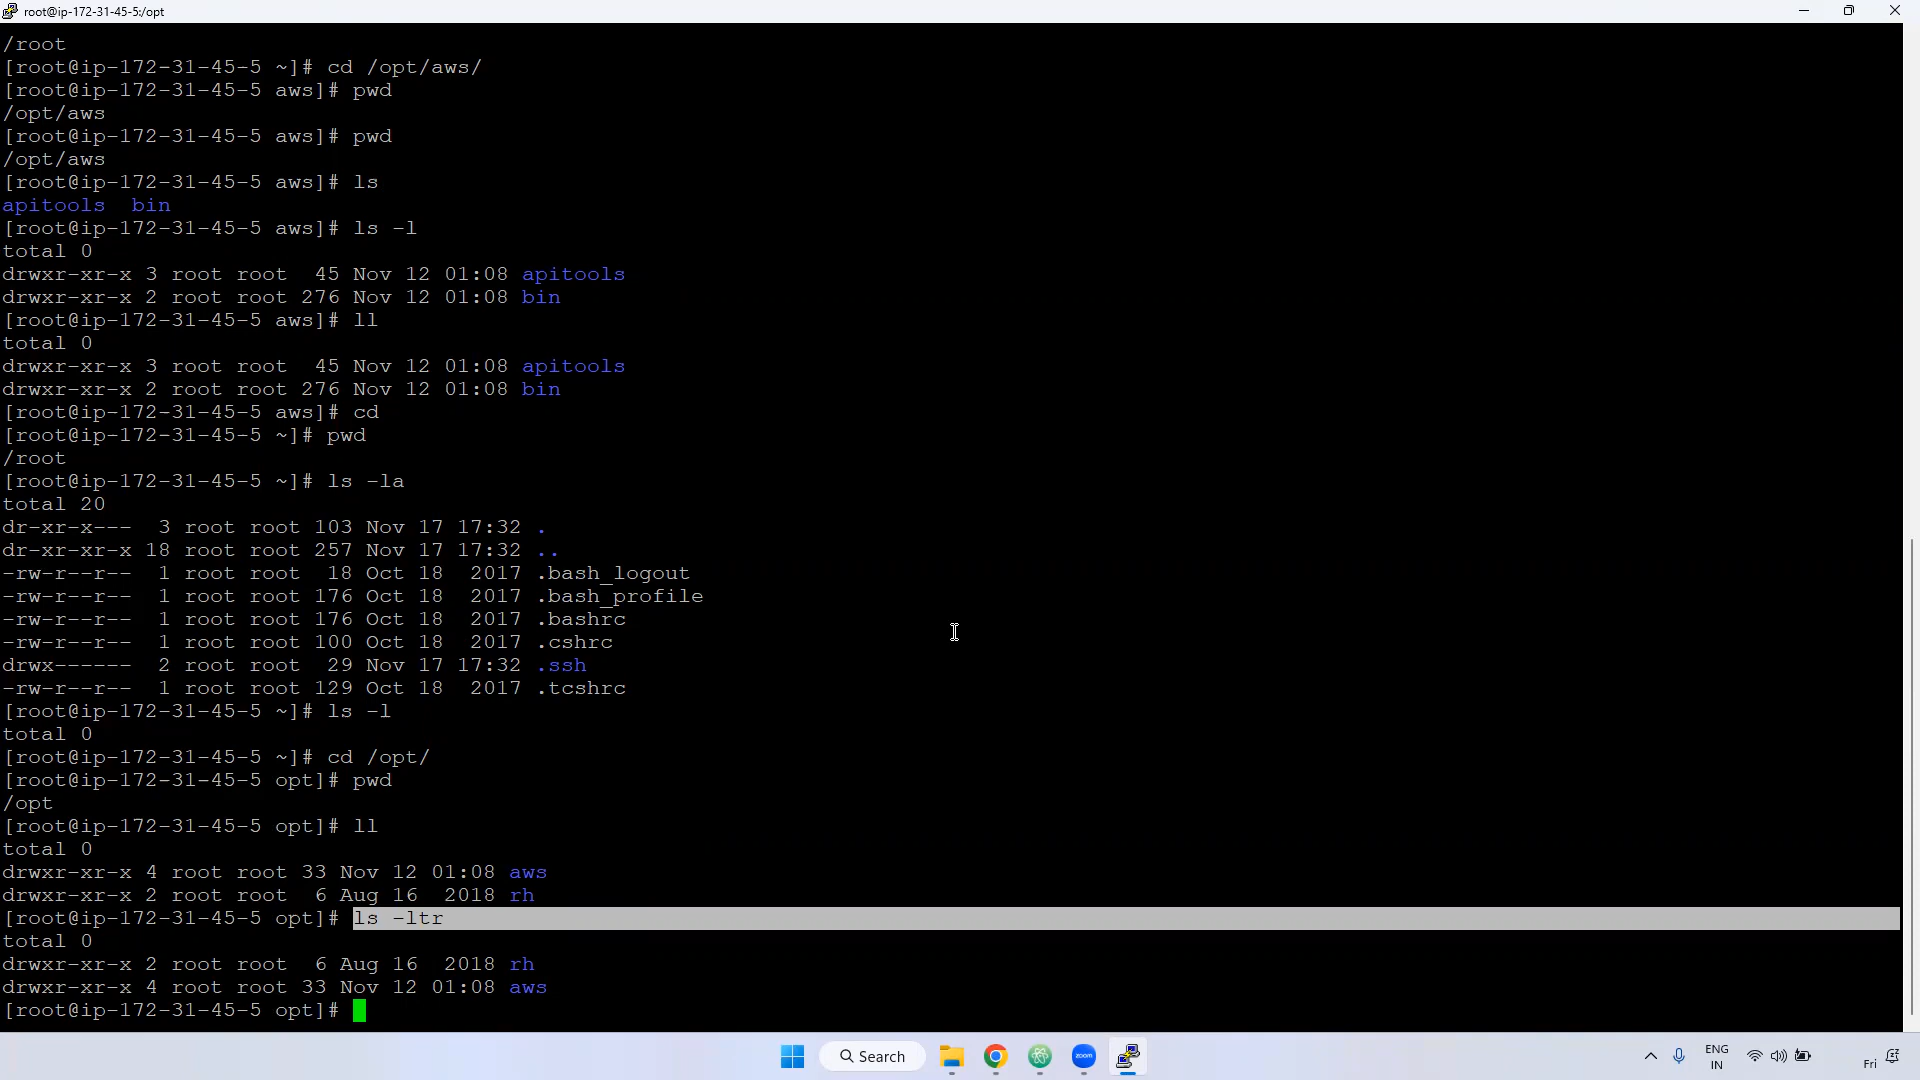 root@ip-172-31-45-5:/opt
/root
[root@ip-172-31-45-5 ~]# cd /opt/aws/
[root@ip-172-31-45-5 aws]# pwd
/opt/aws
[root@ip-172-31-45-5 aws]# pwd
/opt/aws
[root@ip-172-31-45-5 aws]# ls
apitools  bin
[root@ip-172-31-45-5 aws]# ls -l
total 0
drwxr-xr-x 3 root root  45 Nov 12 01:08 apitools
drwxr-xr-x 2 root root 276 Nov 12 01:08 bin
[root@ip-172-31-45-5 aws]# ll
total 0
drwxr-xr-x 3 root root  45 Nov 12 01:08 apitools
drwxr-xr-x 2 root root 276 Nov 12 01:08 bin
[root@ip-172-31-45-5 aws]# cd
[root@ip-172-31-45-5 ~]# pwd
/root
[root@ip-172-31-45-5 ~]# ls -la
total 20
dr-xr-x---  3 root root 103 Nov 17 17:32 .
dr-xr-xr-x 18 root root 257 Nov 17 17:32 ..
-rw-r--r--  1 root root  18 Oct 18  2017 .bash_logout
-rw-r--r--  1 root root 176 Oct 18  2017 .bash_profile
-rw-r--r--  1 root root 176 Oct 18  2017 .bashrc
-rw-r--r--  1 root root 100 Oct 18  2017 .cshrc
drwx------  2 root root  29 Nov 17 17:32 .ssh
-rw-r--r--  1 root root 129 Oct 18  2017 .tcshrc
[root@ip-172-31-45-5 ~]# ls -l
total 0
[root@ip-172-31-45-5 ~]# cd /opt/
[root@ip-172-31-45-5 opt]# pwd
/opt
[root@ip-172-31-45-5 opt]# ll
total 0
drwxr-xr-x 4 root root 33 Nov 12 01:08 aws
drwxr-xr-x 2 root root  6 Aug 16  2018 rh
[root@ip-172-31-45-5 opt]# ls -ltr
total 0
drwxr-xr-x 2 root root  6 Aug 16  2018 rh
drwxr-xr-x 4 root root 33 Nov 12 01:08 aws
[root@ip-172-31-45-5 opt]#
Search
zoom
ENG
IN
Fri